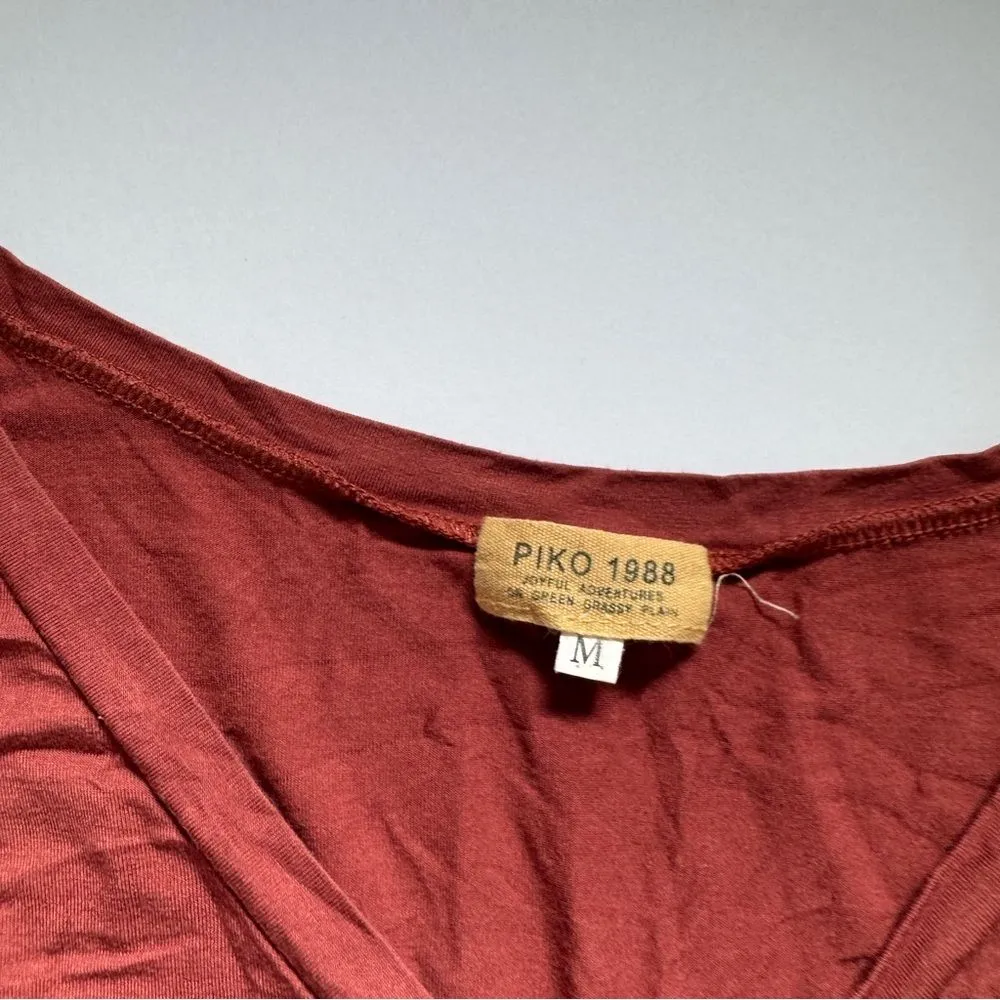 PIKO 1988
JOYFUL ADVENTURES
ON GREEN GRASSY PLAIN
M